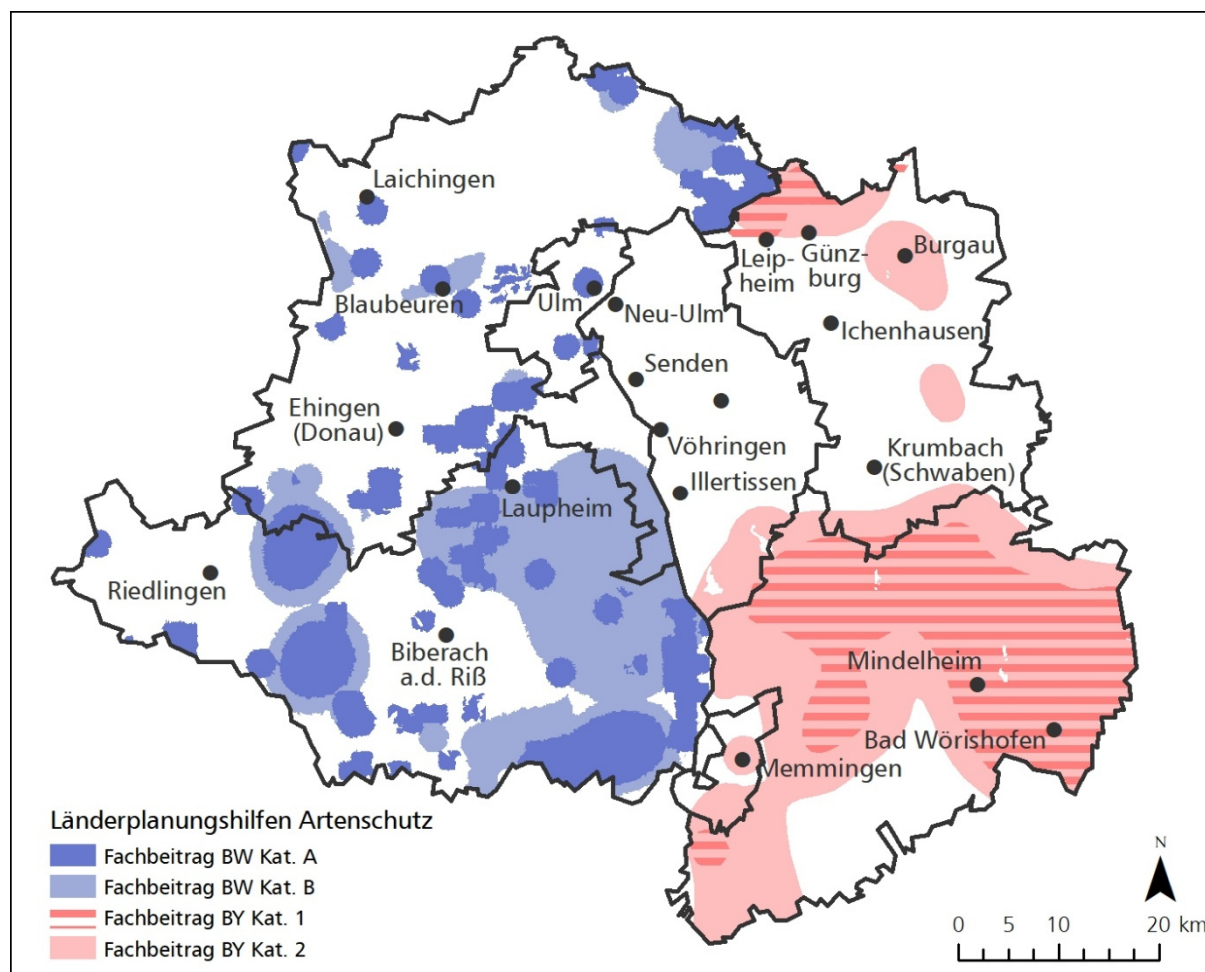 Laichingen
Leip-
heim
Günz-
burg
Burgau
Blaubeuren
Ulm
Neu-Ulm
Ichenhausen
Senden
Ehingen
(Donau)
Vöhringen
Krumbach
(Schwaben)
Illertissen
Laupheim
Riedlingen
Biberach
a.d. Riß
Mindelheim
Bad Wörishofen
Memmingen
Länderplanungshilfen Artenschutz
Fachbeitrag BW Kat. A
Fachbeitrag BW Kat. B
Fachbeitrag BY Kat. 1
Fachbeitrag BY Kat. 2
N
0 5 10 20 km